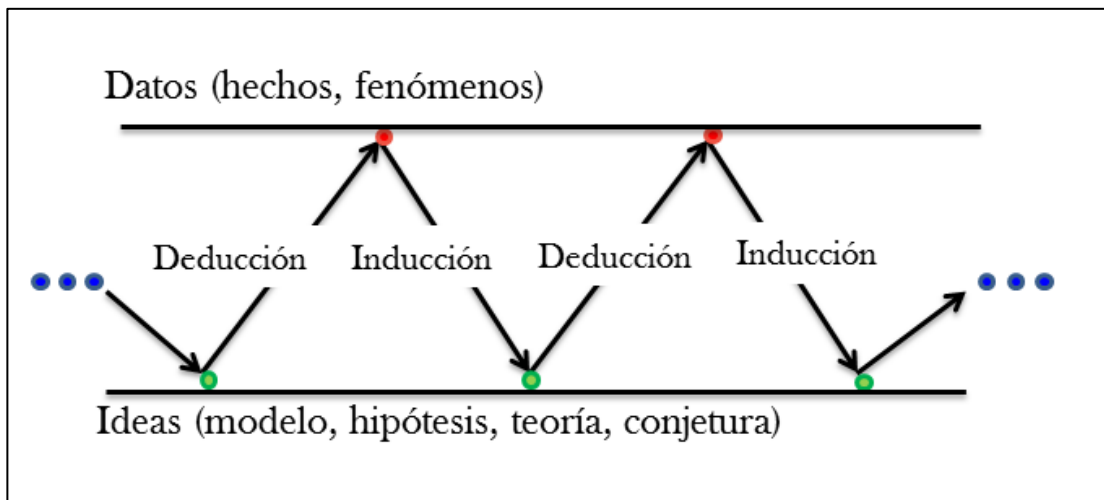 Datos (hechos, fenómenos)
Deducción Inducción Deducción Inducción
Ideas (modelo, hipótesis, teoría, conjetura)